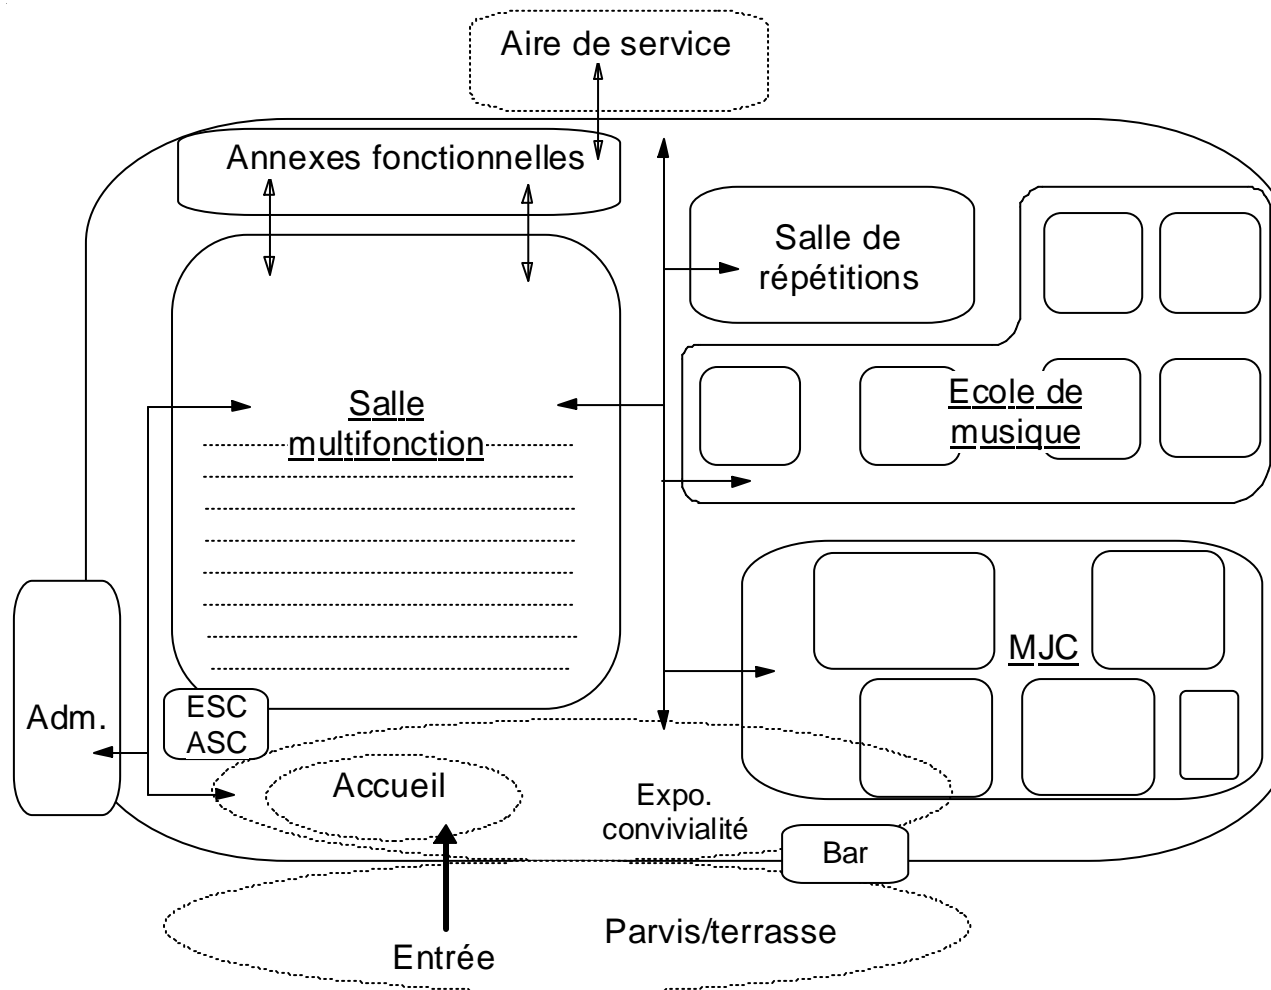 Aire de service
Annexes fonctionnelles
Salle de
répétitions
Salle
multifonction
Ecole de
musique
MJC
Adm.
ESC
ASC
Accueil
Expo.
convivialité
Bar
Parvis/terrasse
Entrée